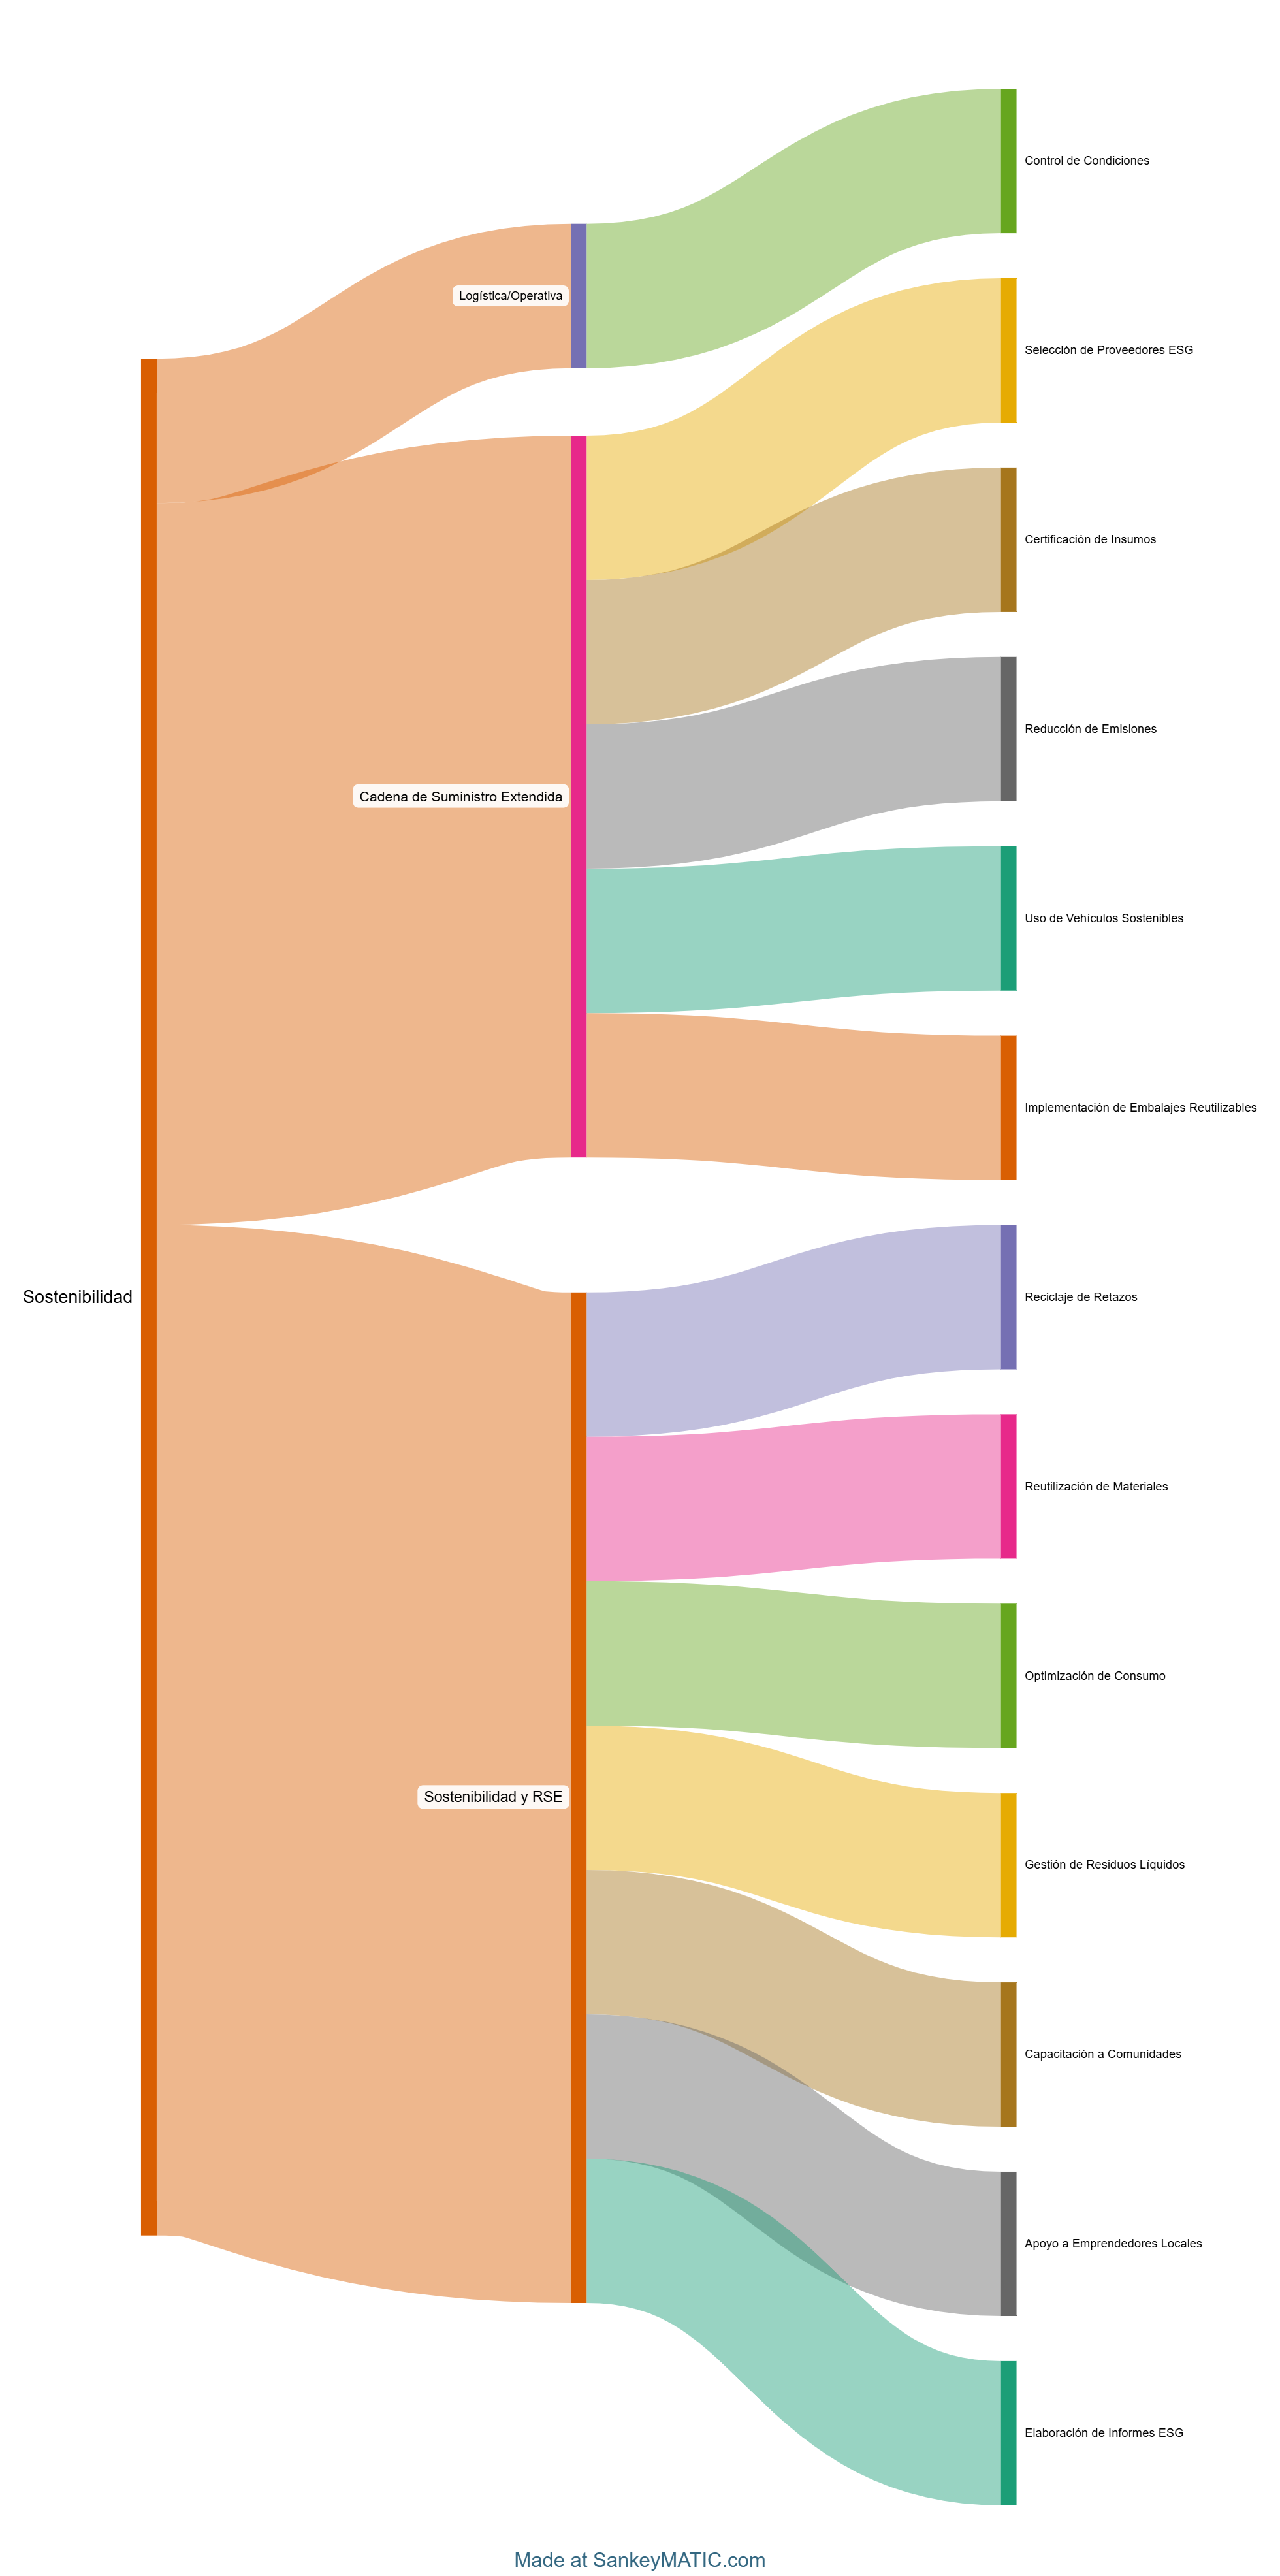 Control de Condiciones
Logística/Operativa
Selección de Proveedores ESG
Certificación de Insumos
Reducción de Emisiones
Cadena de Suministro Extendida
Uso de Vehículos Sostenibles
Implementación de Embalajes Reutilizables
Sostenibilidad
Reciclaje de Retazos
Reutilización de Materiales
Optimización de Consumo
Sostenibilidad y RSE
Gestión de Residuos Líquidos
Capacitación a Comunidades
Apoyo a Emprendedores Locales
Elaboración de Informes ESG
Made at SankeyMATIC.com